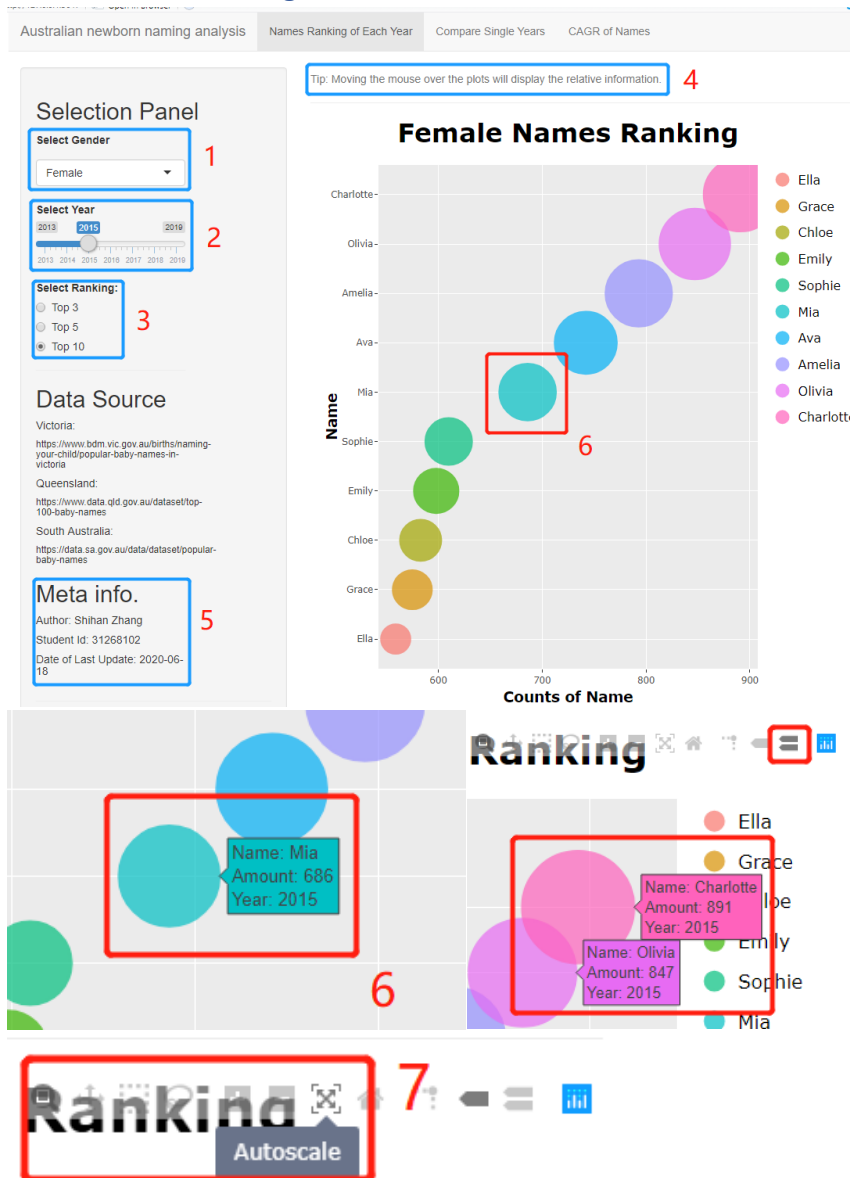 Australian newborn naming analysis Names Ranking of Each Year Compare Single Years CAGR of Names
Tip: Moving the mouse over the plots will display the relative information.
4
Selection Panel
Select Gender
Female
1
Select Year
2013 2015 2019
2013 2014 2015 2016 2017 2018 2019
2
Select Ranking:
Top 3
Top 5
Top 10
3
Data Source
Victoria:
https://www.bdm.vic.gov.au/births/naming-
your-child/popular-baby-names-in-
victoria
Queensland:
https://www.data.qld.gov.au/dataset/top-
100-baby-names
South Australia:
https://data.sa.gov.au/data/dataset/popular-
baby-names
Meta info.
Author: Shihan Zhang
Student Id: 31268102
Date of Last Update: 2020-06-
18
5
Female Names Ranking
Name
Charlotte
Olivia
Amelia
Ava
Mia
Sophie
Emily
Chloe
Grace
Ella
6
600 700 800 900
Counts of Name
Ella
Grace
Chloe
Emily
Sophie
Mia
Ava
Amelia
Olivia
Charlotte
Name: Mia
Amount: 686
Year: 2015
6
Ranking
Ella
Grace
loe
Emily
Sophie
Mia
Name: Charlotte
Amount: 891
Year: 2015
Name: Olivia
Amount: 847
Year: 2015
Ranking
7
Autoscale